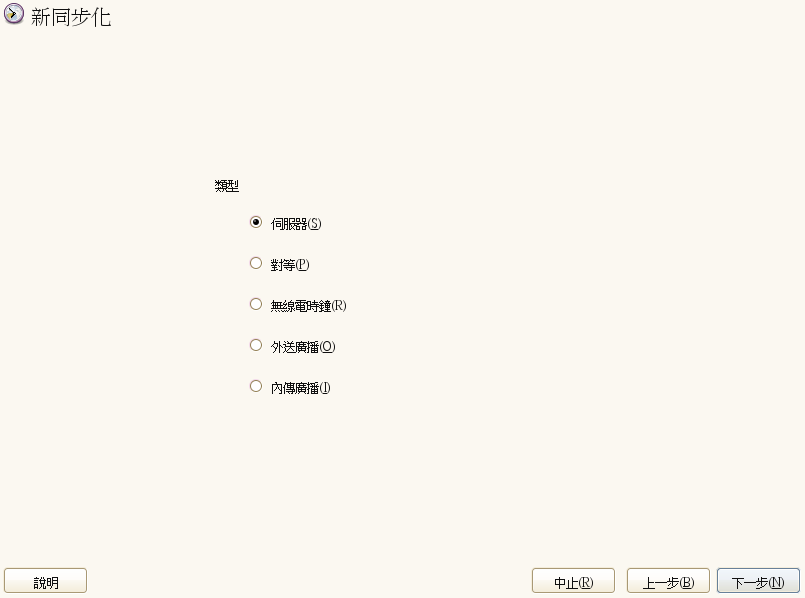 新同步化
類型
伺服器(S)
對等(P)
無線電時鐘(R)
外送廣播(O)
內傳廣播(I)
說明
中止(R)
上一步(B)
下一步(N)